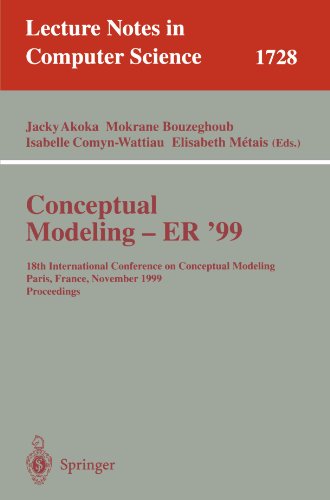 Lecture Notes in
Computer Science 1728
Jacky Akoka Mokrane Bouzeghoub
Isabelle Comyn-Wattiau Elisabeth Métais (Eds.)
Conceptual
Modeling – ER ’99
18th International Conference on Conceptual Modeling
Paris, France, November 1999
Proceedings
Springer